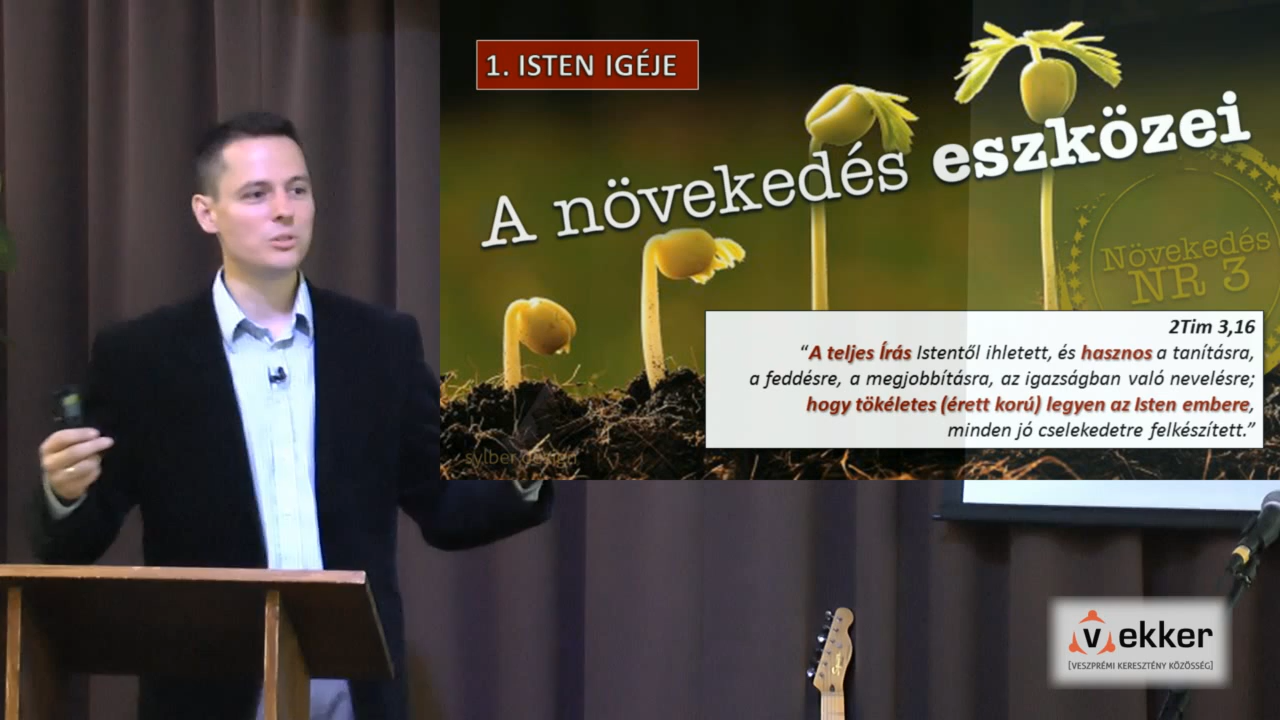 1. ISTEN IGÉJE
A növekedés eszközei
Növekedés
NR 3
2Tim 3,16
“A teljes Írás Istentől ihletett, és hasznos a tanításra,
a feddésre, a megjobbításra, az igazságban való nevelésre;
hogy tökéletes (érett korú) legyen az Isten embere,
minden jó cselekedetre felkészített.”
vekker
[VESZPRÉMI KERESZTÉNY KÖZÖSSÉG]